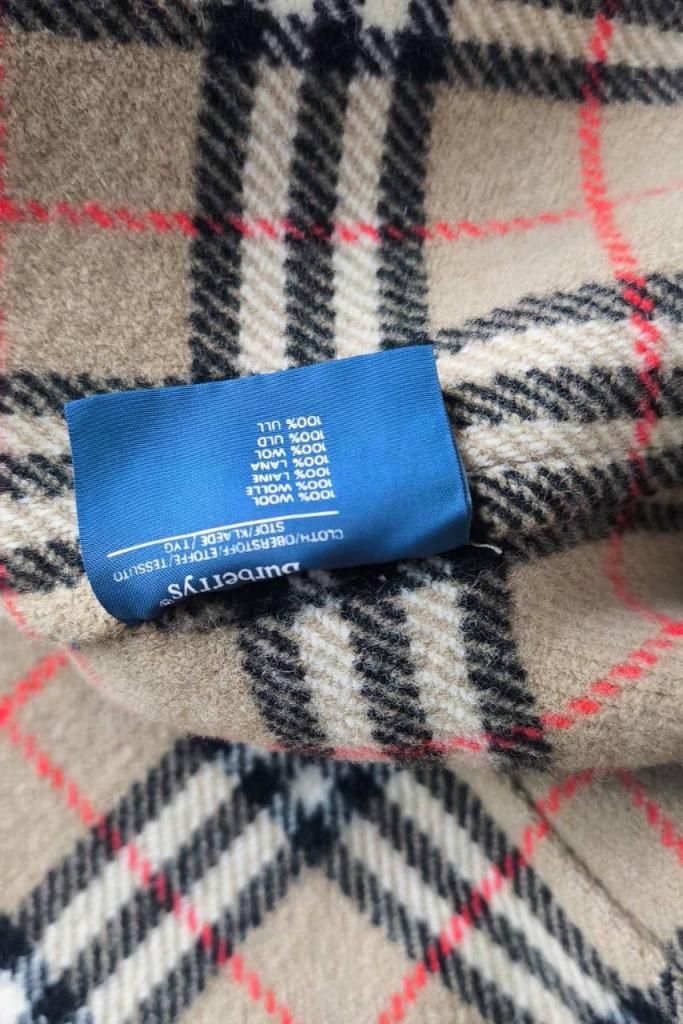 Burberrys®
CLOTH/OBERSTOFF/ETOFFE/TESSUTO
STOF/KLAEDE/TYG
100% WOOL
100% WOLLE
100% LAINE
100% LANA
100% WOL
100% ULD
100% ULL